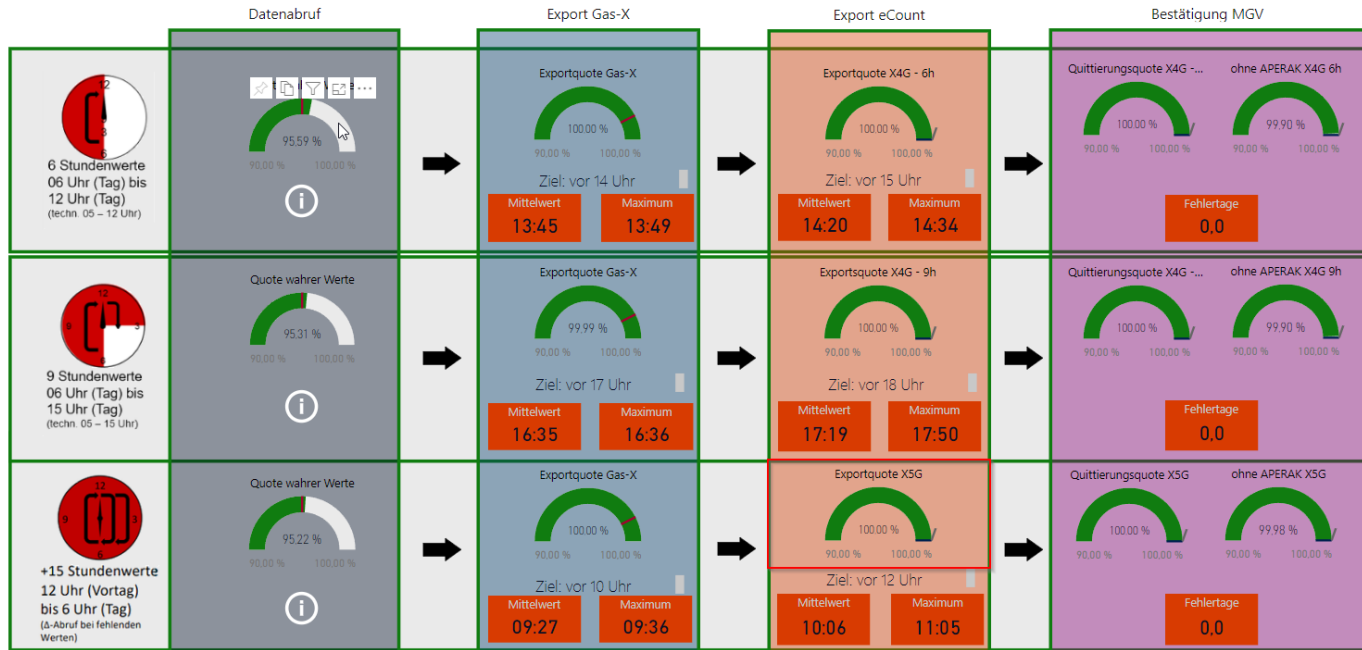 Datenabruf
Export Gas-X
Export eCount
Bestätigung MGV
12
3
6
6 Stundenwerte
06 Uhr (Tag) bis
12 Uhr (Tag)
(techn. 05 – 12 Uhr)
95,59 %
90,00 %
100,00 %
Exportquote Gas-X
100,00 %
90,00 %
100,00 %
Ziel: vor 14 Uhr
Mittelwert
13:45
Maximum
13:49
Exportquote X4G - 6h
100,00 %
90,00 %
100,00 %
Ziel: vor 15 Uhr
Mittelwert
14:20
Maximum
14:34
Quittierungsquote X4G -...
100,00 %
90,00 %
100,00 %
ohne APERAK X4G 6h
99,90 %
90,00 %
100,00 %
Fehlertage
0,0
12
9
3
6
9 Stundenwerte
06 Uhr (Tag) bis
15 Uhr (Tag)
(techn. 05 – 15 Uhr)
Quote wahrer Werte
95,31 %
90,00 %
100,00 %
Exportquote Gas-X
99,99 %
90,00 %
100,00 %
Ziel: vor 17 Uhr
Mittelwert
16:35
Maximum
16:36
Exportsquote X4G - 9h
100,00 %
90,00 %
100,00 %
Ziel: vor 18 Uhr
Mittelwert
17:19
Maximum
17:50
Quittierungsquote X4G -...
100,00 %
90,00 %
100,00 %
ohne APERAK X4G 9h
99,90 %
90,00 %
100,00 %
Fehlertage
0,0
12
9
3
6
+15 Stundenwerte
12 Uhr (Vortag)
bis 6 Uhr (Tag)
(Δ-Abruf bei fehlenden
Werten)
Quote wahrer Werte
95,22 %
90,00 %
100,00 %
Exportquote Gas-X
100,00 %
90,00 %
100,00 %
Ziel: vor 10 Uhr
Mittelwert
09:27
Maximum
09:36
Exportquote X5G
100,00 %
90,00 %
100,00 %
Ziel: vor 12 Uhr
Mittelwert
10:06
Maximum
11:05
Quittierungsquote X5G
100,00 %
90,00 %
100,00 %
ohne APERAK X5G
99,98 %
90,00 %
100,00 %
Fehlertage
0,0